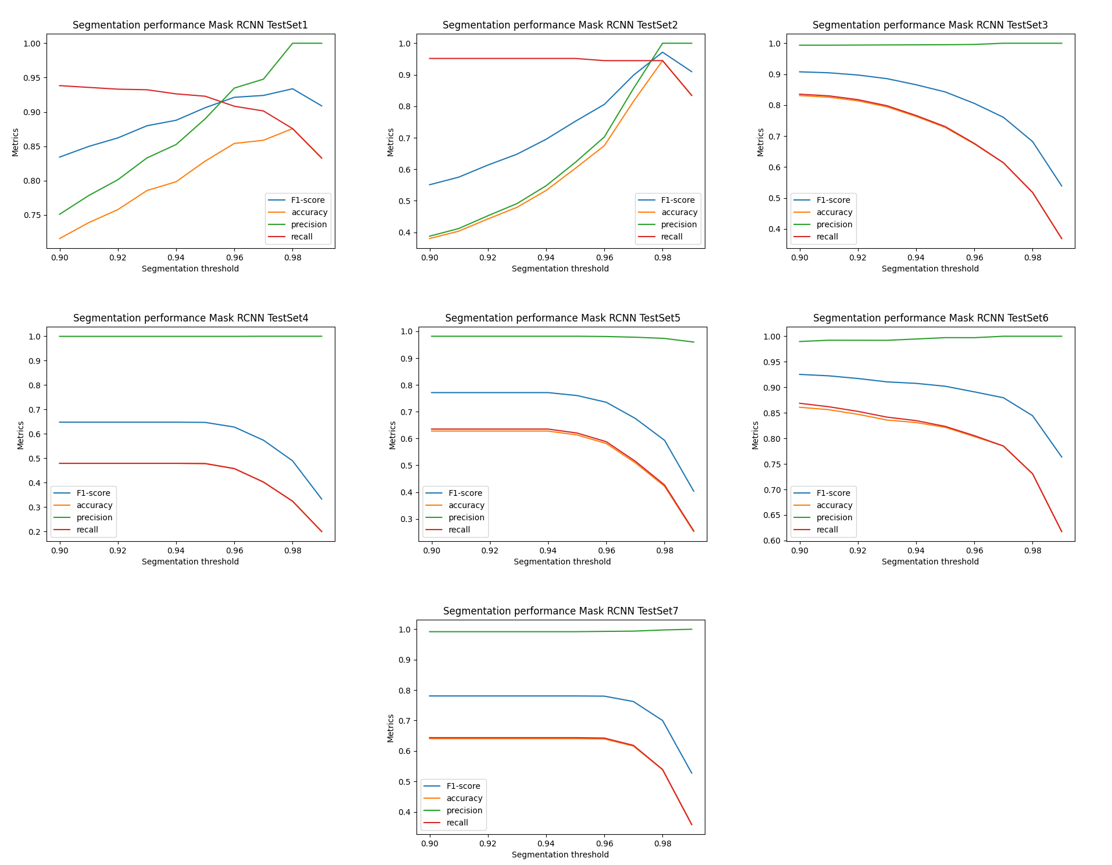 Segmentation performance Mask RCNN TestSet1
1.00
0.95
0.90
0.85
0.80
0.75
Metrics
F1-score
accuracy
precision
recall
0.90 0.92 0.94 0.96 0.98
Segmentation threshold
Segmentation performance Mask RCNN TestSet2
1.0
0.9
0.8
0.7
0.6
0.5
0.4
Metrics
F1-score
accuracy
precision
recall
0.90 0.92 0.94 0.96 0.98
Segmentation threshold
Segmentation performance Mask RCNN TestSet3
1.0
0.9
0.8
0.7
0.6
0.5
0.4
Metrics
F1-score
accuracy
precision
recall
0.90 0.92 0.94 0.96 0.98
Segmentation threshold
Segmentation performance Mask RCNN TestSet4
1.0
0.9
0.8
0.7
0.6
0.5
0.4
0.3
0.2
Metrics
F1-score
accuracy
precision
recall
0.90 0.92 0.94 0.96 0.98
Segmentation threshold
Segmentation performance Mask RCNN TestSet5
1.0
0.9
0.8
0.7
0.6
0.5
0.4
0.3
Metrics
F1-score
accuracy
precision
recall
0.90 0.92 0.94 0.96 0.98
Segmentation threshold
Segmentation performance Mask RCNN TestSet6
1.00
0.95
0.90
0.85
0.80
0.75
0.70
0.65
0.60
Metrics
F1-score
accuracy
precision
recall
0.90 0.92 0.94 0.96 0.98
Segmentation threshold
Segmentation performance Mask RCNN TestSet7
1.0
0.9
0.8
0.7
0.6
0.5
0.4
Metrics
F1-score
accuracy
precision
recall
0.90 0.92 0.94 0.96 0.98
Segmentation threshold